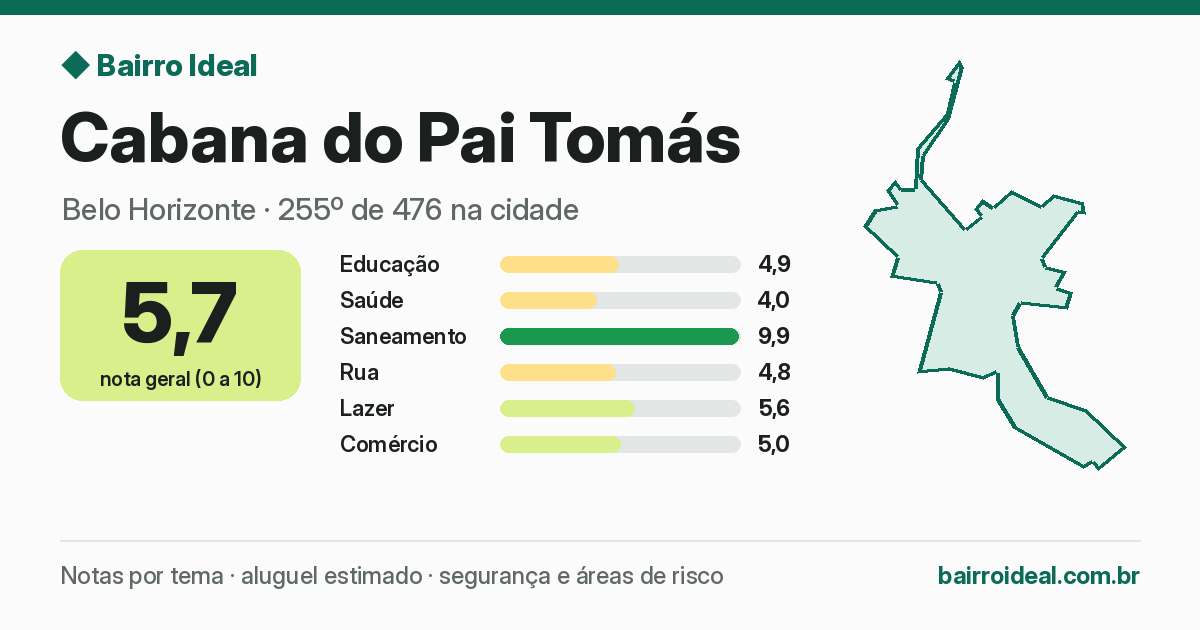 Bairro Ideal
Cabana do Pai Tomás
Belo Horizonte · 255º de 476 na cidade
5,7
nota geral (0 a 10)
Educação 4,9
Saúde 4,0
Saneamento 9,9
Rua 4,8
Lazer 5,6
Comércio 5,0
Notas por tema · aluguel estimado · segurança e áreas de risco
bairroideal.com.br